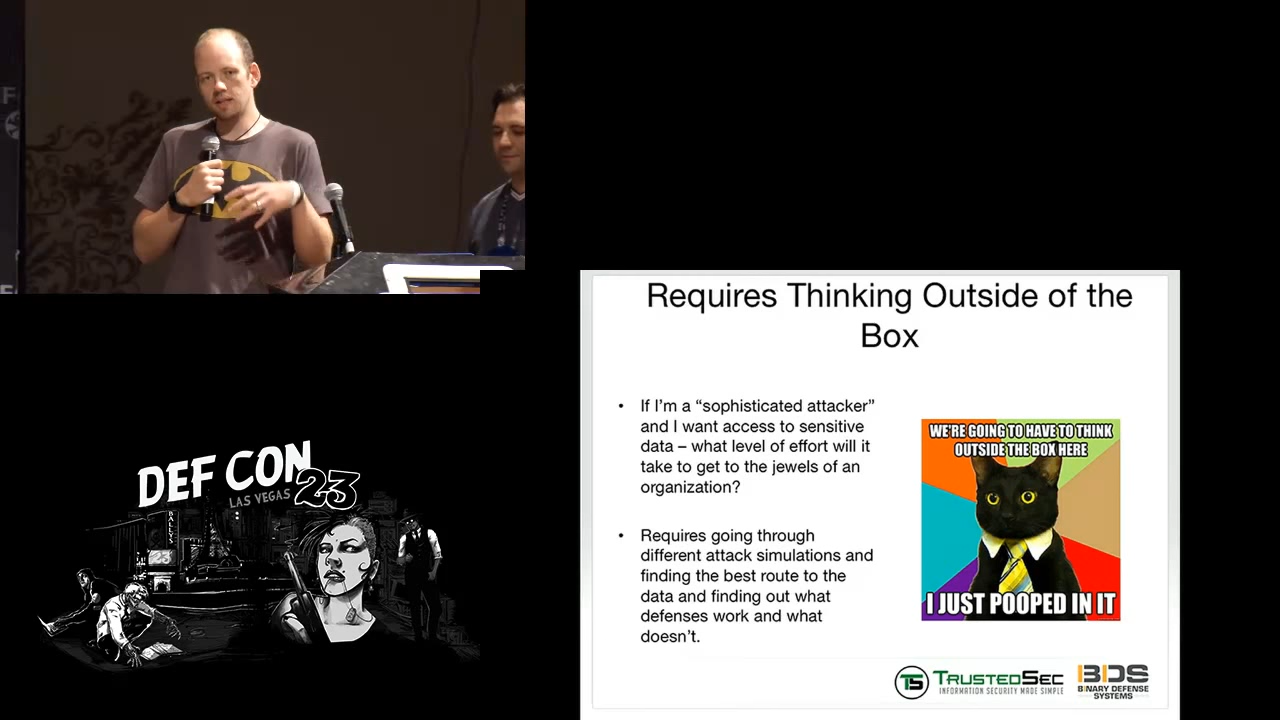 Requires Thinking Outside of the
Box
• If I'm a “sophisticated attacker”
and I want access to sensitive
data – what level of effort will it
take to get to the jewels of an
organization?
• Requires going through
different attack simulations and
finding the best route to the
data and finding out what
defenses work and what
doesn't.
WE'RE GOING TO HAVE TO THINK
OUTSIDE THE BOX HERE
I JUST POOPED IN IT
TS TRUSTEDSEC
INFORMATION SECURITY MADE SIMPLE
BDS
BINARY DEFENSE
SYSTEMS
DEF CON
LAS VEGAS 23
BALLY'S